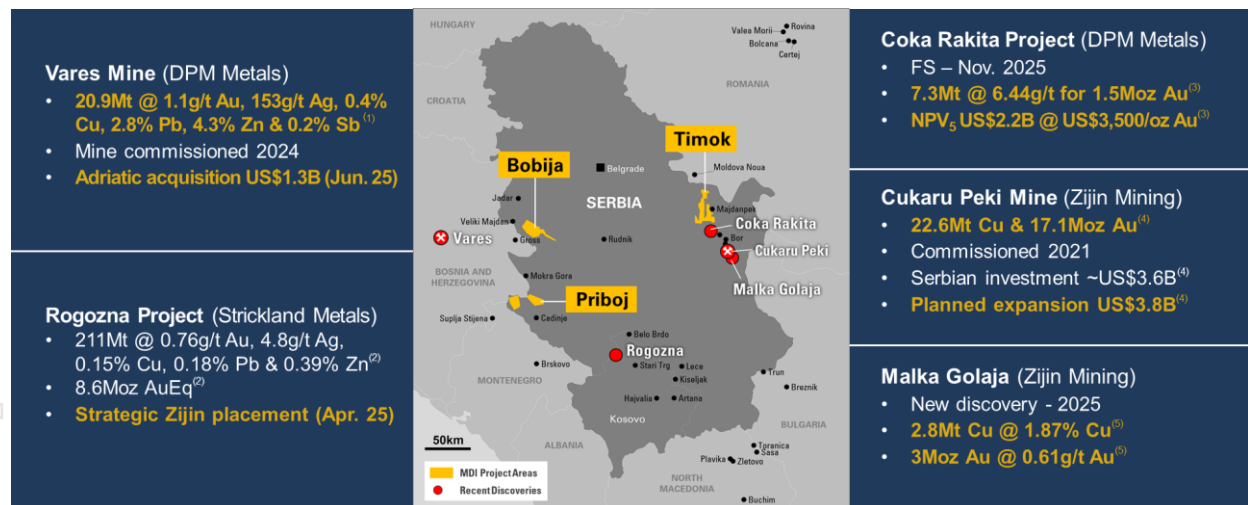 Vares Mine (DPM Metals)
• 20.9Mt @ 1.1g/t Au, 153g/t Ag, 0.4%
Cu, 2.8% Pb, 4.3% Zn & 0.2% Sb(1)
• Mine commissioned 2024
• Adriatic acquisition US$1.3B (Jun. 25)
Rogozna Project (Strickland Metals)
• 211Mt @ 0.76g/t Au, 4.8g/t Ag,
0.15% Cu, 0.18% Pb & 0.39% Zn(2)
• 8.6Moz AuEq(2)
• Strategic Zijin placement (Apr. 25)
HUNGARY
Rovina
Valea Morii
Bolcana
Certej
ROMANIA
CROATIA
Timok
Moldova Noua
Bobija
Belgrade
SERBIA
Jadar
Majdanpek
Veliki Majdan
Coka Rakita
Vares
Gross
Rudnik
Bor
Cukaru Peki
BOSNIA AND
HERZEGOVINA
Mokra Gora
Malka Golaja
Priboj
Suplja Stijena
Cadinje
Belo Brdo
Rogozna
Brskovo
Stari Trg
Lece
Trun
MONTENEGRO
Kiseljak
Breznik
Hajvalia
Artana
Kosovo
BULGARIA
50km
ALBANIA
Toranica
Sasa
Plavika
Zletovo
MDI Project Areas
Recent Discoveries
NORTH
MACEDONIA
Buchim
Coka Rakita Project (DPM Metals)
• FS – Nov. 2025
• 7.3Mt @ 6.44g/t for 1.5Moz Au(3)
• NPV5 US$2.2B @ US$3,500/oz Au(3)
Cukaru Peki Mine (Zijin Mining)
• 22.6Mt Cu & 17.1Moz Au(4)
• Commissioned 2021
• Serbian investment ~US$3.6B(4)
• Planned expansion US$3.8B(4)
Malka Golaja (Zijin Mining)
• New discovery - 2025
• 2.8Mt Cu @ 1.87% Cu(5)
• 3Moz Au @ 0.61g/t Au(5)